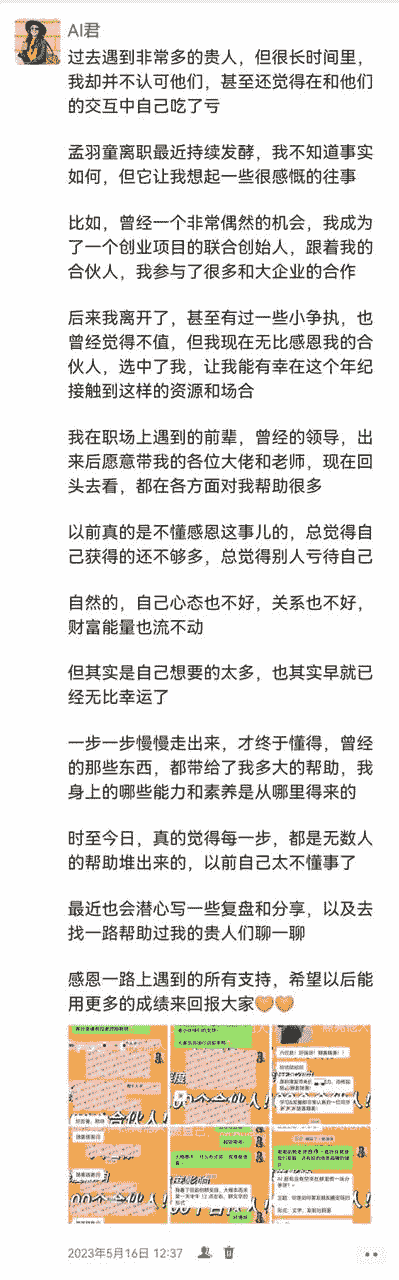 AI君
过去遇到非常多的贵人，但很长时间里，
我却并不认可他们，甚至还觉得在和他们
的交互中自己吃了亏
孟羽童离职最近持续发酵，我不知道事实
如何，但它让我想起一些很感慨的往事
比如，曾经一个非常偶然的机会，我成为
了一个创业项目的联合创始人，跟着我的
合伙人，我参与了很多和大企业的合作
后来我离开了，甚至有过一些小争执，也
曾经觉得不值，但我现在无比感恩我的合
伙人，选中了我，让我能有幸在这个年纪
接触到这样的资源和场合
我在职场上遇到的前辈，曾经的领导，出
来后愿意带我的各位大佬和老师，现在回
头去看，都在各方面对我帮助很多
以前真的是不懂感恩这事儿的，总觉得自
己获得的还不够多，总觉得别人亏待自己
自然的，自己心态也不好，关系也不好，
财富能量也流不动
但其实是自己想要的太多，也其实早就已
经无比幸运了
一步一步慢慢走出来，才终于懂得，曾经
的那些东西，都带给了我多大的帮助，我
身上的哪些能力和素养是从哪里得来的
时至今日，真的觉得每一步，都是无数人
的帮助堆出来的，以前自己太不懂事了
最近也会潜心写一些复盘和分享，以及去
找一路帮助过我的贵人们聊一聊
感恩一路上遇到的所有支持，希望以后能
用更多的成绩来回报大家🧡🧡
2023年5月16日 12:37